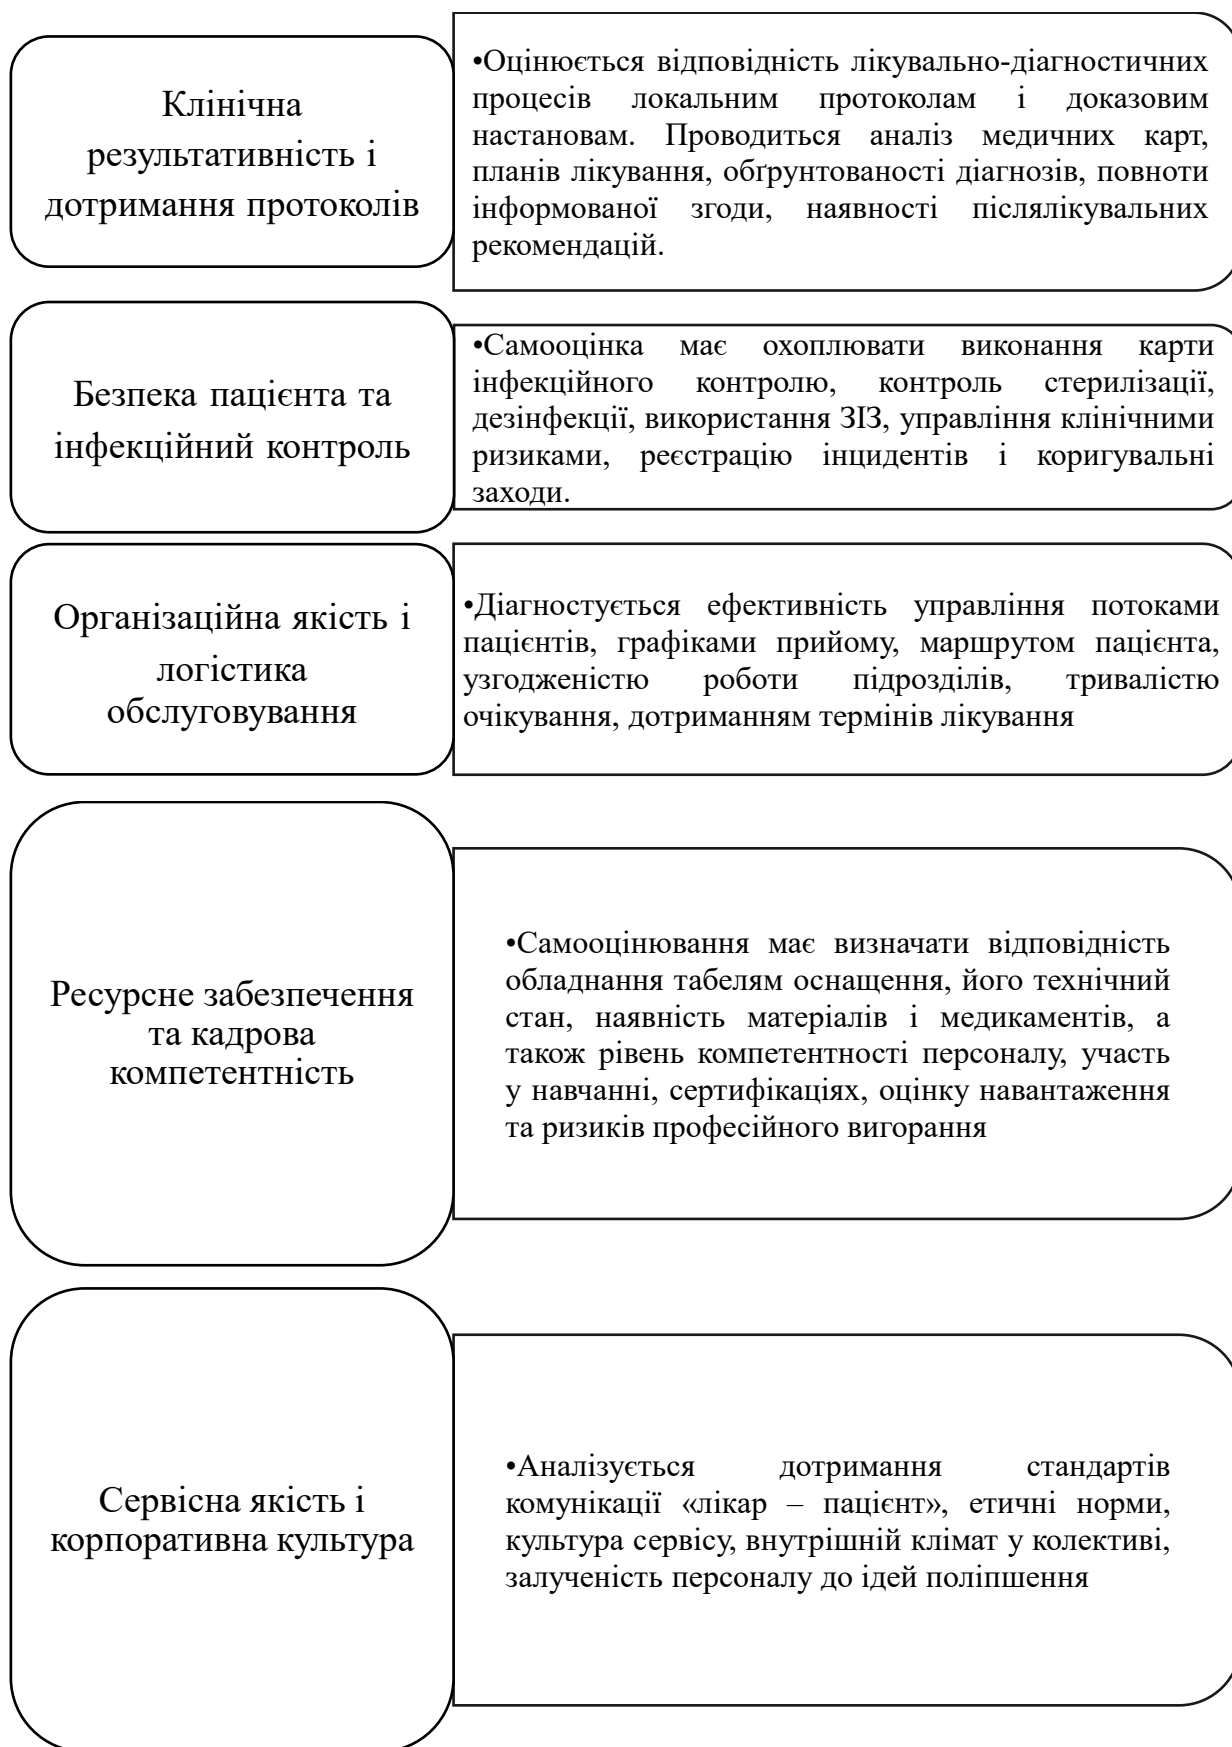 Клінічна
результативність і
дотримання протоколів
•Оцінюється відповідність лікувально-діагностичних
процесів локальним протоколам і доказовим
настановам. Проводиться аналіз медичних карт,
планів лікування, обґрунтованості діагнозів, повноти
інформованої згоди, наявності післялікувальних
рекомендацій.
Безпека пацієнта та
інфекційний контроль
•Самооцінка має охоплювати виконання карти
інфекційного контролю, контроль стерилізації,
дезінфекції, використання ЗІЗ, управління клінічними
ризиками, реєстрацію інцидентів і коригувальні
заходи.
Організаційна якість і
логістика
обслуговування
•Діагностується ефективність управління потоками
пацієнтів, графіками прийому, маршрутом пацієнта,
узгодженістю роботи підрозділів, тривалістю
очікування, дотриманням термінів лікування
Ресурсне забезпечення
та кадрова
компетентність
•Самооцінювання має визначати відповідність
обладнання табелям оснащення, його технічний
стан, наявність матеріалів і медикаментів, а
також рівень компетентності персоналу, участь
у навчанні, сертифікаціях, оцінку навантаження
та ризиків професійного вигорання
Сервісна якість і
корпоративна культура
•Аналізується дотримання стандартів
комунікації «лікар – пацієнт», етичні норми,
культура сервісу, внутрішній клімат у колективі,
залученість персоналу до ідей поліпшення